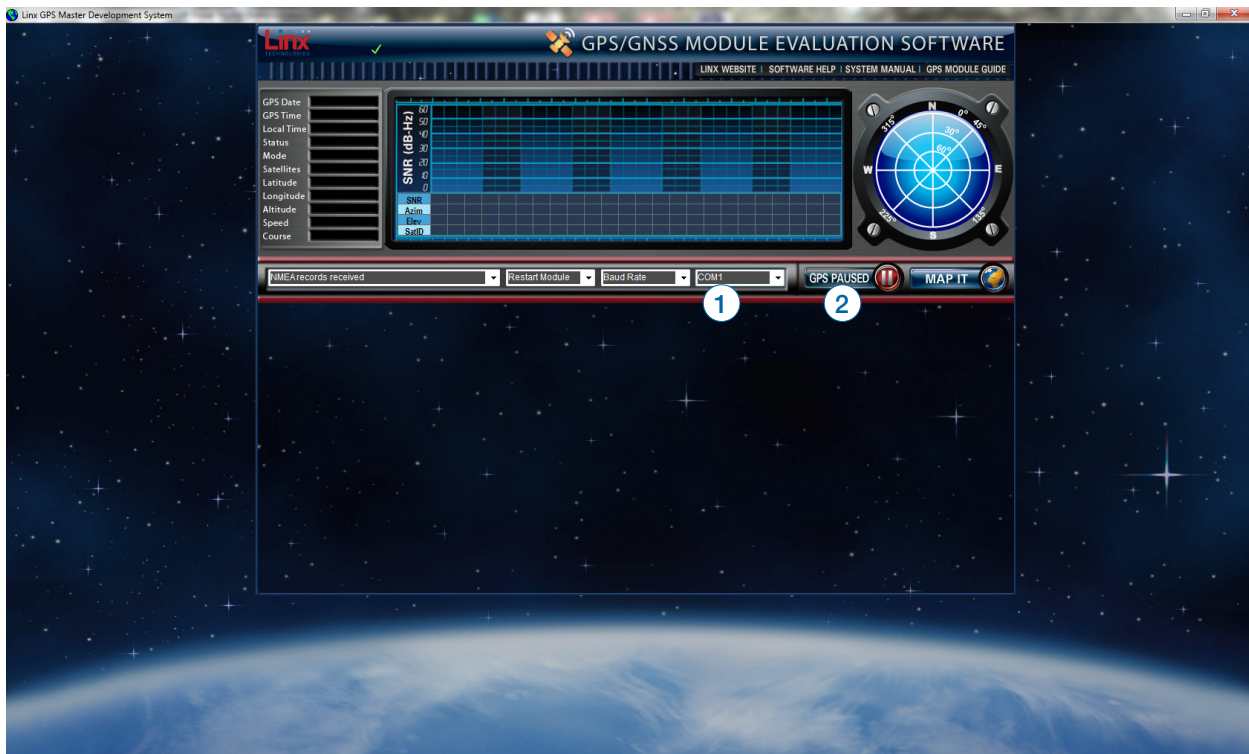 Linx GPS Master Development System
Linx
TECHNOLOGIES
GPS/GNSS MODULE EVALUATION SOFTWARE
LINX WEBSITE | SOFTWARE HELP | SYSTEM MANUAL | GPS MODULE GUIDE
GPS Date
GPS Time
Local Time
Status
Mode
Satellites
Latitude
Longitude
Altitude
Speed
Course
SNR (dB-Hz)
60
50
40
30
20
10
0
SNR
Azim
Elev
SatID
N
0°
45°
315°
30°
60°
W
E
225°
135°
S
NMEA records received
Restart Module
Baud Rate
COM1
GPS PAUSED
MAP IT
1
2